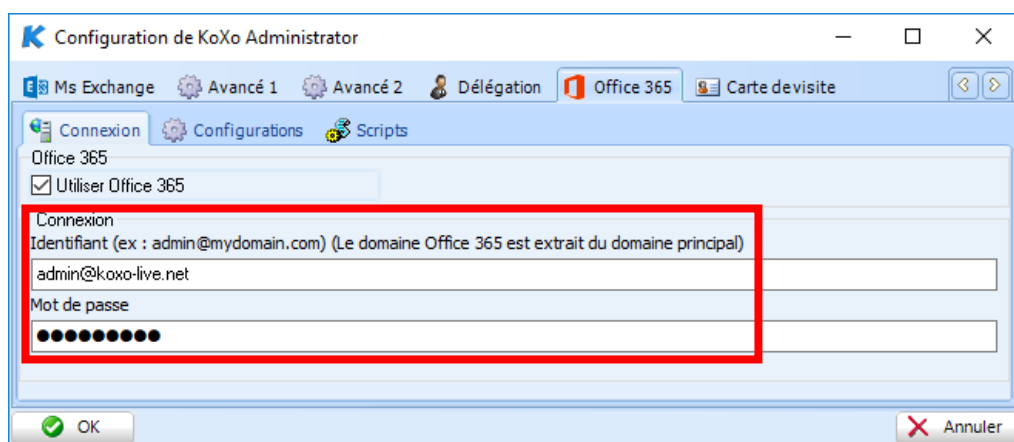 Configuration de KoXo Administrator
Ms Exchange Avancé 1 Avancé 2 Délégation Office 365 Carte de visite
Connexion Configurations Scripts
Office 365
Utiliser Office 365
Connexion
Identifiant (ex : admin@mydomain.com) (Le domaine Office 365 est extrait du domaine principal)
admin@koxo-live.net
Mot de passe
●●●●●●●●●
OK Annuler